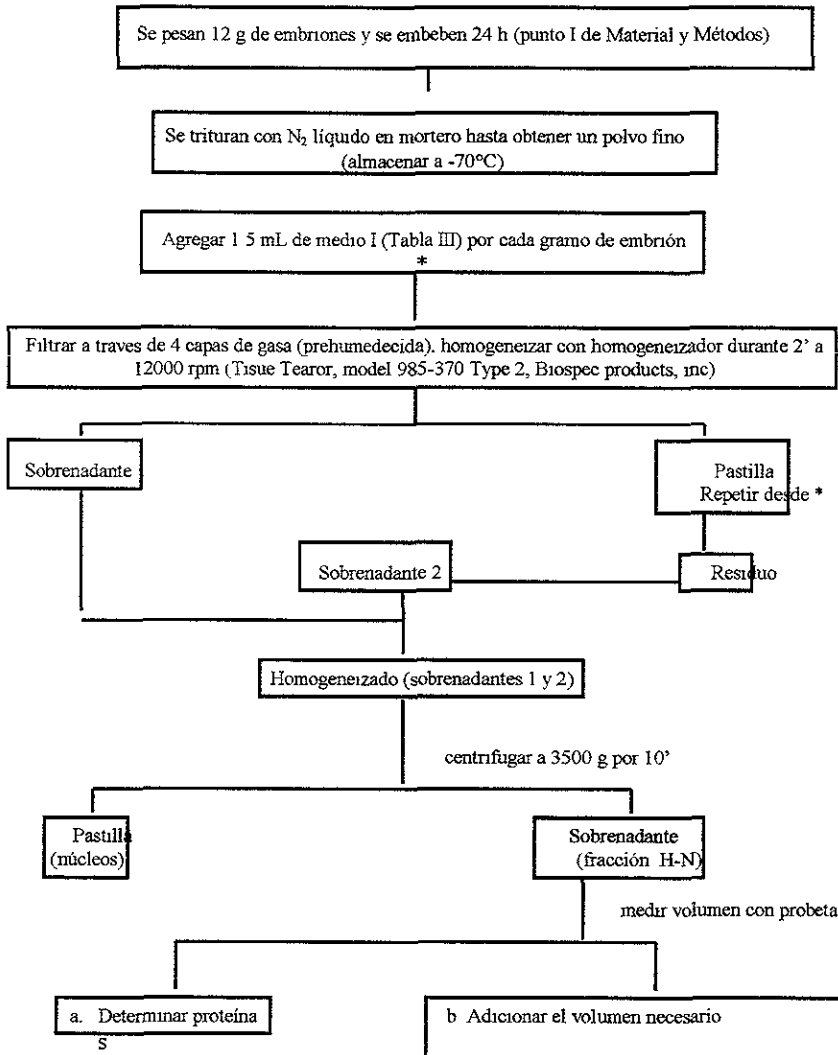 Se pesan 12 g de embriones y se embeben 24 h (punto I de Material y Métodos)
Se trituran con N₂ líquido en mortero hasta obtener un polvo fino
(almacenar a -70°C)
Agregar 1 5 mL de medio I (Tabla III) por cada gramo de embrión
*
Filtrar a traves de 4 capas de gasa (prehumedecida). homogeneizar con homogeneizador durante 2' a
12000 rpm (Tisue Tearor, model 985-370 Type 2, Biospec products, inc)
Sobrenadante
Pastilla
Repetir desde *
Sobrenadante 2
Residuo
Homogeneizado (sobrenadantes 1 y 2)
centrifugar a 3500 g por 10'
Pastilla
(núcleos)
Sobrenadante
(fracción H-N)
medir volumen con probeta
a. Determinar proteína
s
b Adicionar el volumen necesario